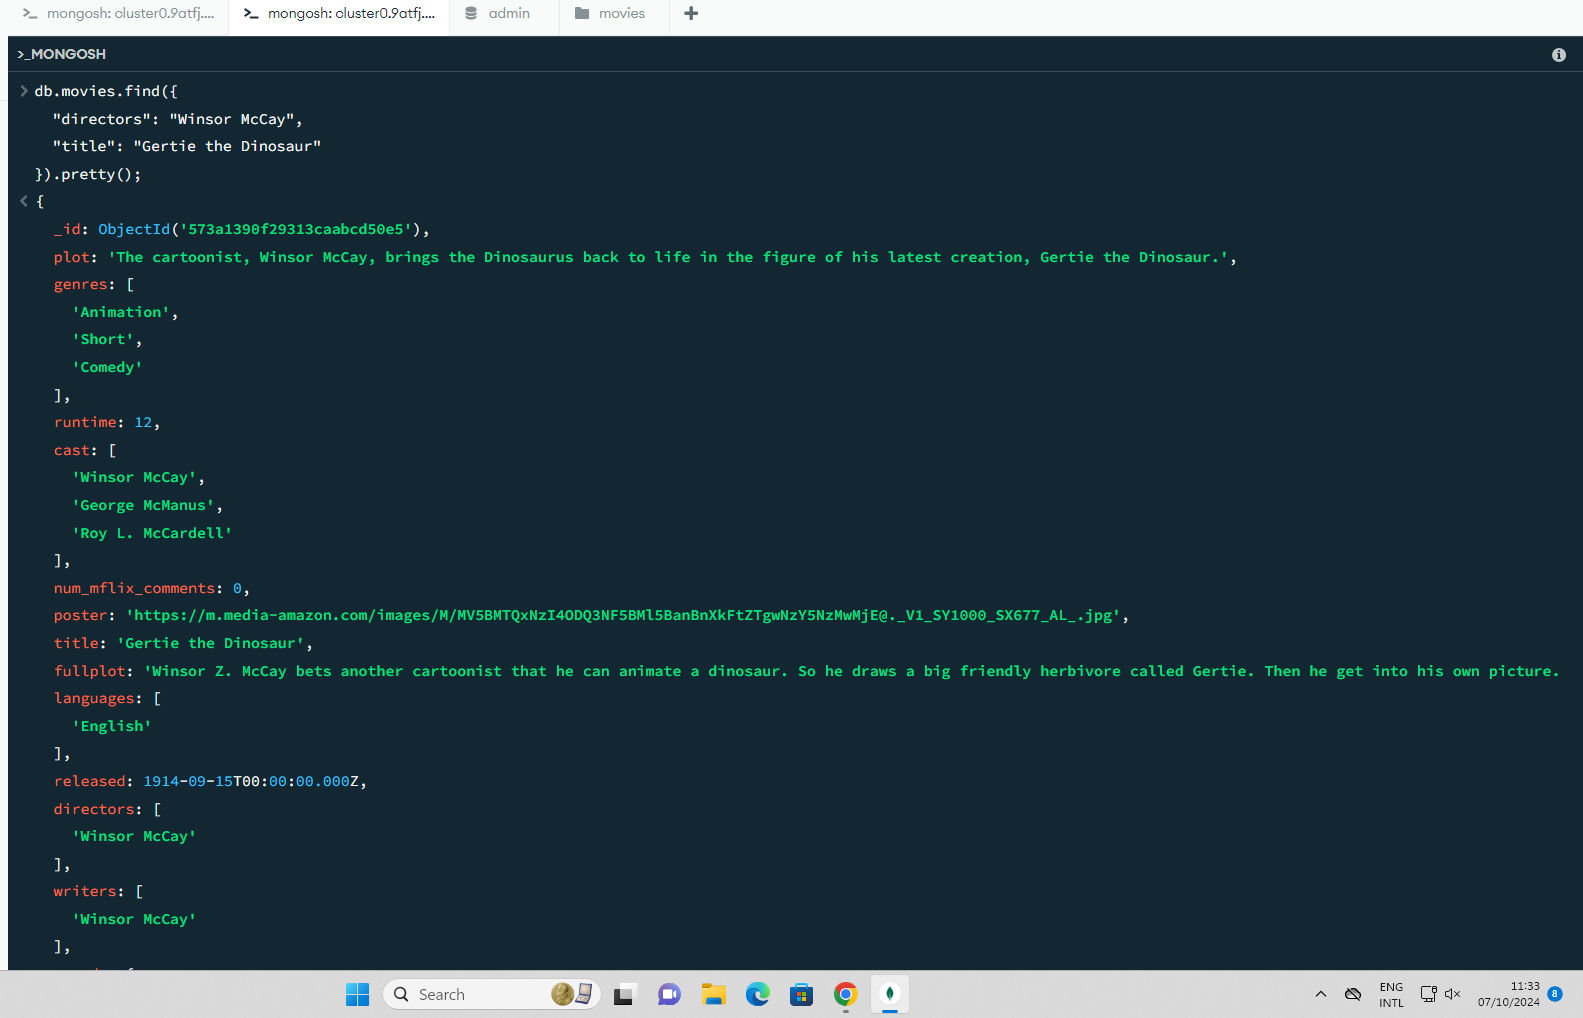 >_ mongosh: cluster0.9atfj.... >_ mongosh: cluster0.9atfj.... admin movies +
>_MONGOSH
> db.movies.find({
"directors": "Winsor McCay",
"title": "Gertie the Dinosaur"
}).pretty();
< {
_id: ObjectId('573a1390f29313caabcd50e5'),
plot: 'The cartoonist, Winsor McCay, brings the Dinosaurus back to life in the figure of his latest creation, Gertie the Dinosaur.',
genres: [
'Animation',
'Short',
'Comedy'
],
runtime: 12,
cast: [
'Winsor McCay',
'George McManus',
'Roy L. McCardell'
],
num_mflix_comments: 0,
poster: 'https://m.media-amazon.com/images/M/MV5BMTQxNzI4ODQ3NF5BMl5BanBnXkFtZTgwNzY5NzMwMjE@._V1_SY1000_SX677_AL_.jpg',
title: 'Gertie the Dinosaur',
fullplot: 'Winsor Z. McCay bets another cartoonist that he can animate a dinosaur. So he draws a big friendly herbivore called Gertie. Then he get into his own picture.
languages: [
'English'
],
released: 1914-09-15T00:00:00.000Z,
directors: [
'Winsor McCay'
],
writers: [
'Winsor McCay'
],
Search
ENG
INTL
11:33
07/10/2024
8